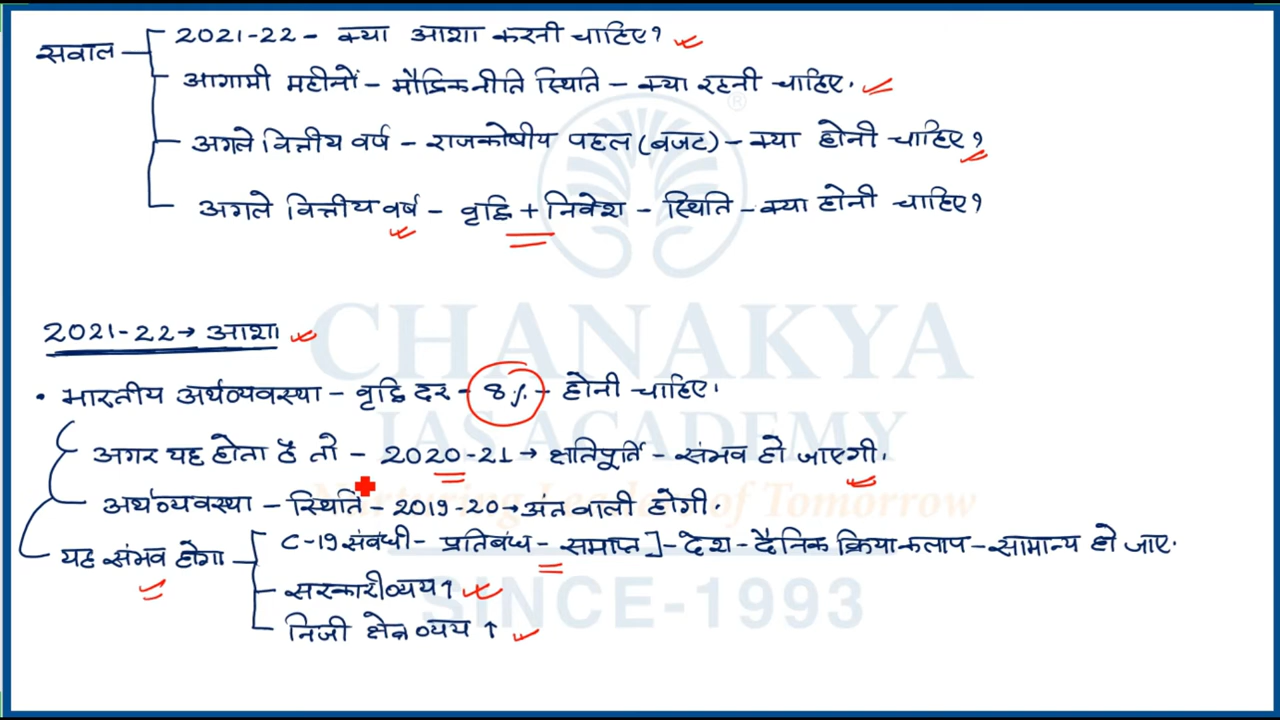 सवाल
2021-22 - क्या आशा करनी चाहिए?
आगामी महीनों - मौद्रिक नीति स्थिति - क्या रहनी चाहिए.
अगले वित्तीय वर्ष - राजकोषीय पहल (बजट) - क्या होनी चाहिए?
अगले वित्तीय वर्ष - वृद्धि + निवेश - स्थिति - क्या होनी चाहिए?
CHANAKYA
IAS ACADEMY
Nurturing Leaders of Tomorrow
SINCE-1993
2021-22 → आशा
• भारतीय अर्थव्यवस्था - वृद्धि दर - 8% - होनी चाहिए.
अगर यह होता है तो - 2020-21 → क्षतिपूर्ति - संभव हो जाएगी.
अर्थव्यवस्था - स्थिति - 2019-20 → अंत वाली होगी.
यह संभव होगा
C-19 संबंधी - प्रतिबंध - समाप्त ] - देश - दैनिक क्रियाकलाप - सामान्य हो जाए.
सरकारी व्यय ↑
निजी क्षेत्र व्यय ↑